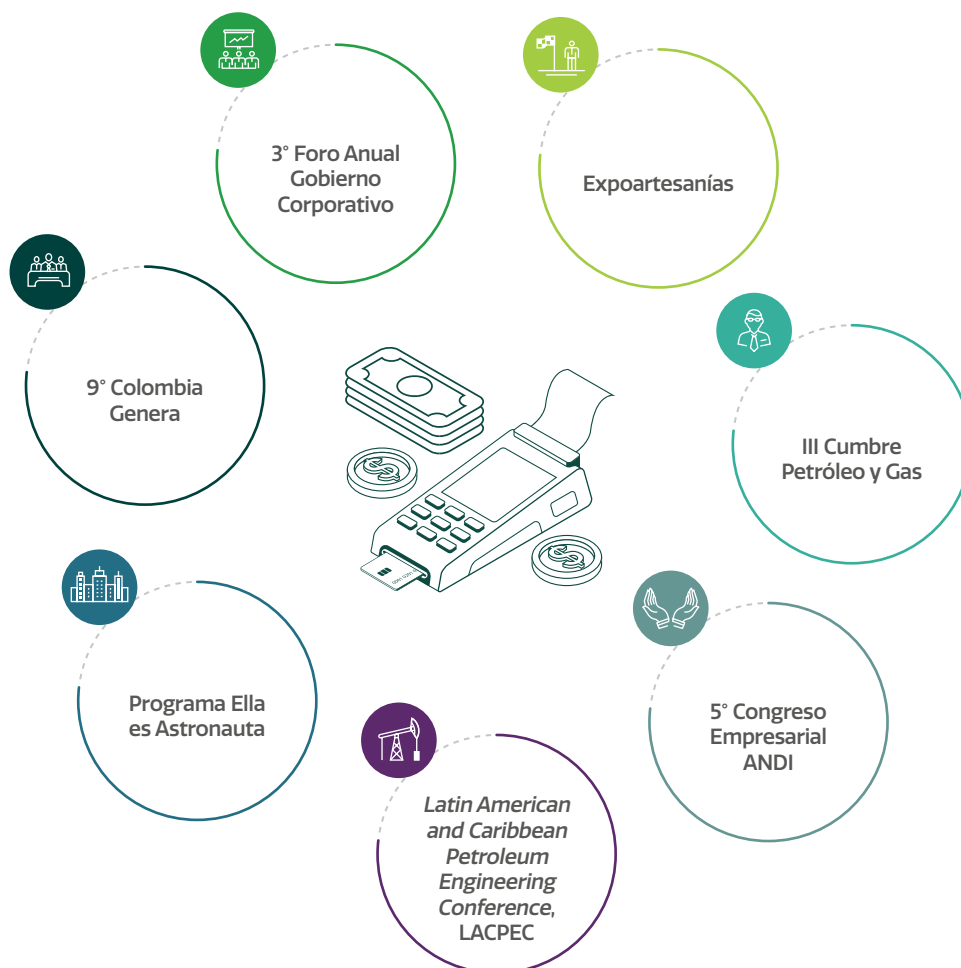 3° Foro Anual
Gobierno
Corporativo
Expoartesanías
9° Colombia
Genera
III Cumbre
Petróleo y Gas
Programa Ella
es Astronauta
5° Congreso
Empresarial
ANDI
Latin American
and Caribbean
Petroleum
Engineering
Conference,
LACPEC